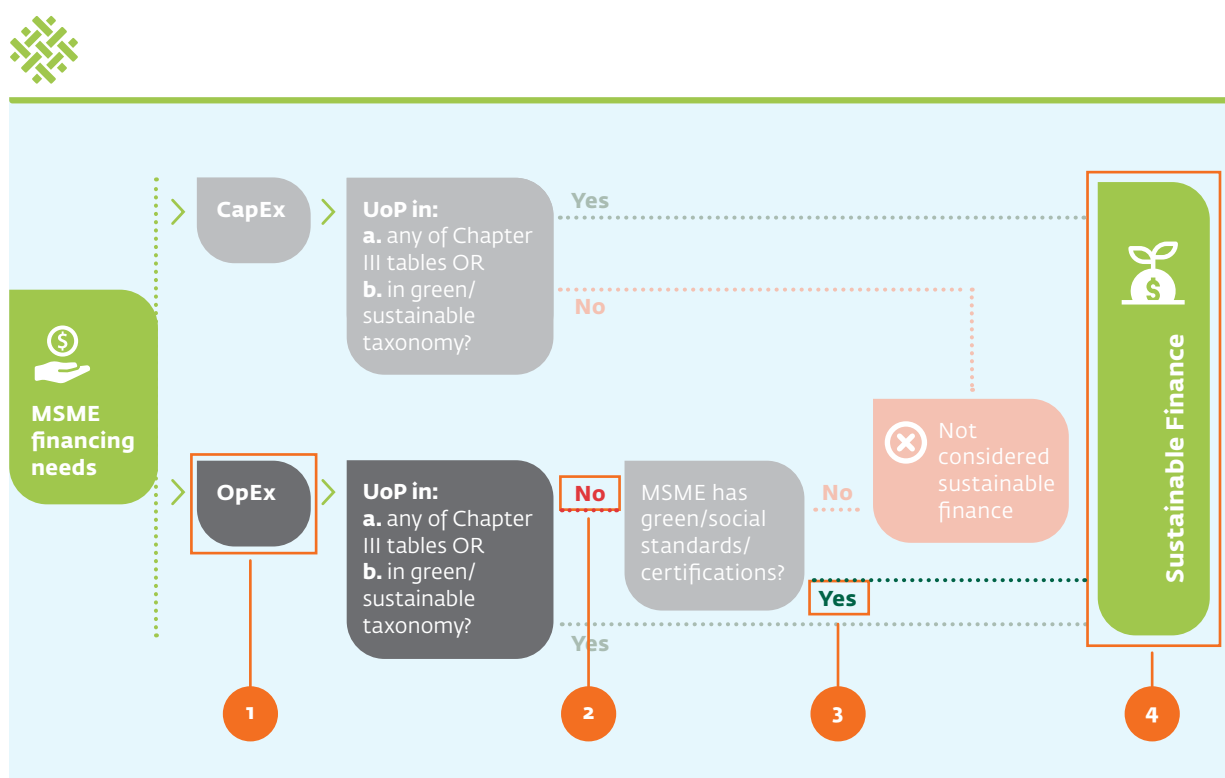 MSME
financing
needs
CapEx
UoP in:
a. any of Chapter
III tables OR
b. in green/
sustainable
taxonomy?
Yes
No
OpEx
UoP in:
a. any of Chapter
III tables OR
b. in green/
sustainable
taxonomy?
No
Yes
MSME has
green/social
standards/
certifications?
No
Yes
Not
considered
sustainable
finance
Sustainable Finance
$
$
1
2
3
4